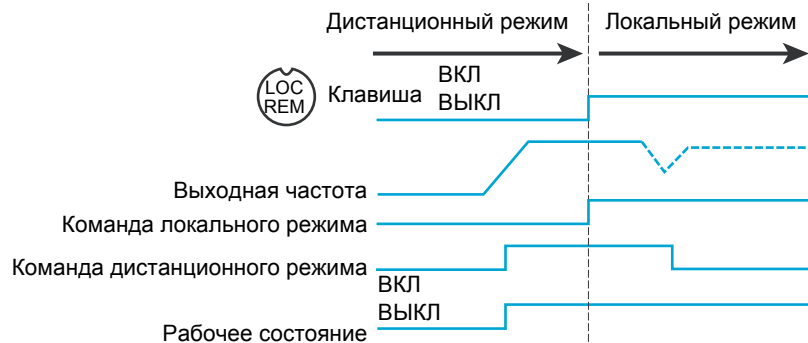 Дистанционный режим
Локальный режим
LOC
REM
Клавиша
ВКЛ
ВЫКЛ
Выходная частота
Команда локального режима
Команда дистанционного режима
ВКЛ
ВЫКЛ
Рабочее состояние